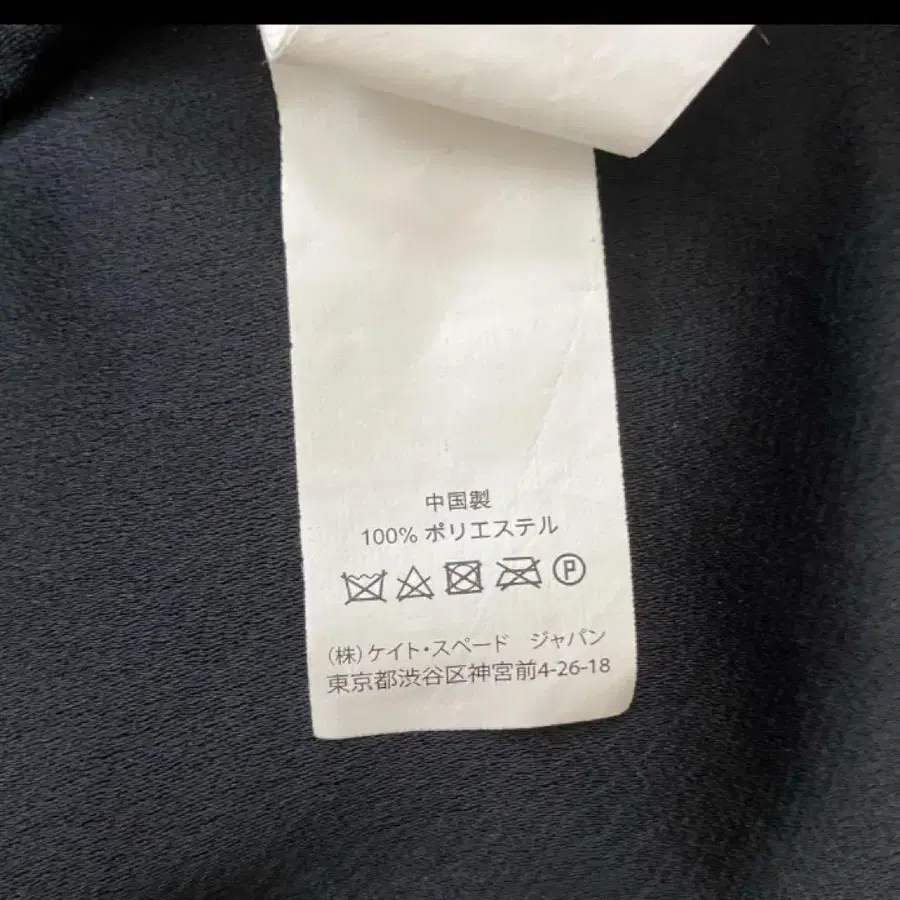 中国製
100% ポリエステル
P
(株)ケイト・スペード ジャパン
東京都渋谷区神宮前4-26-18